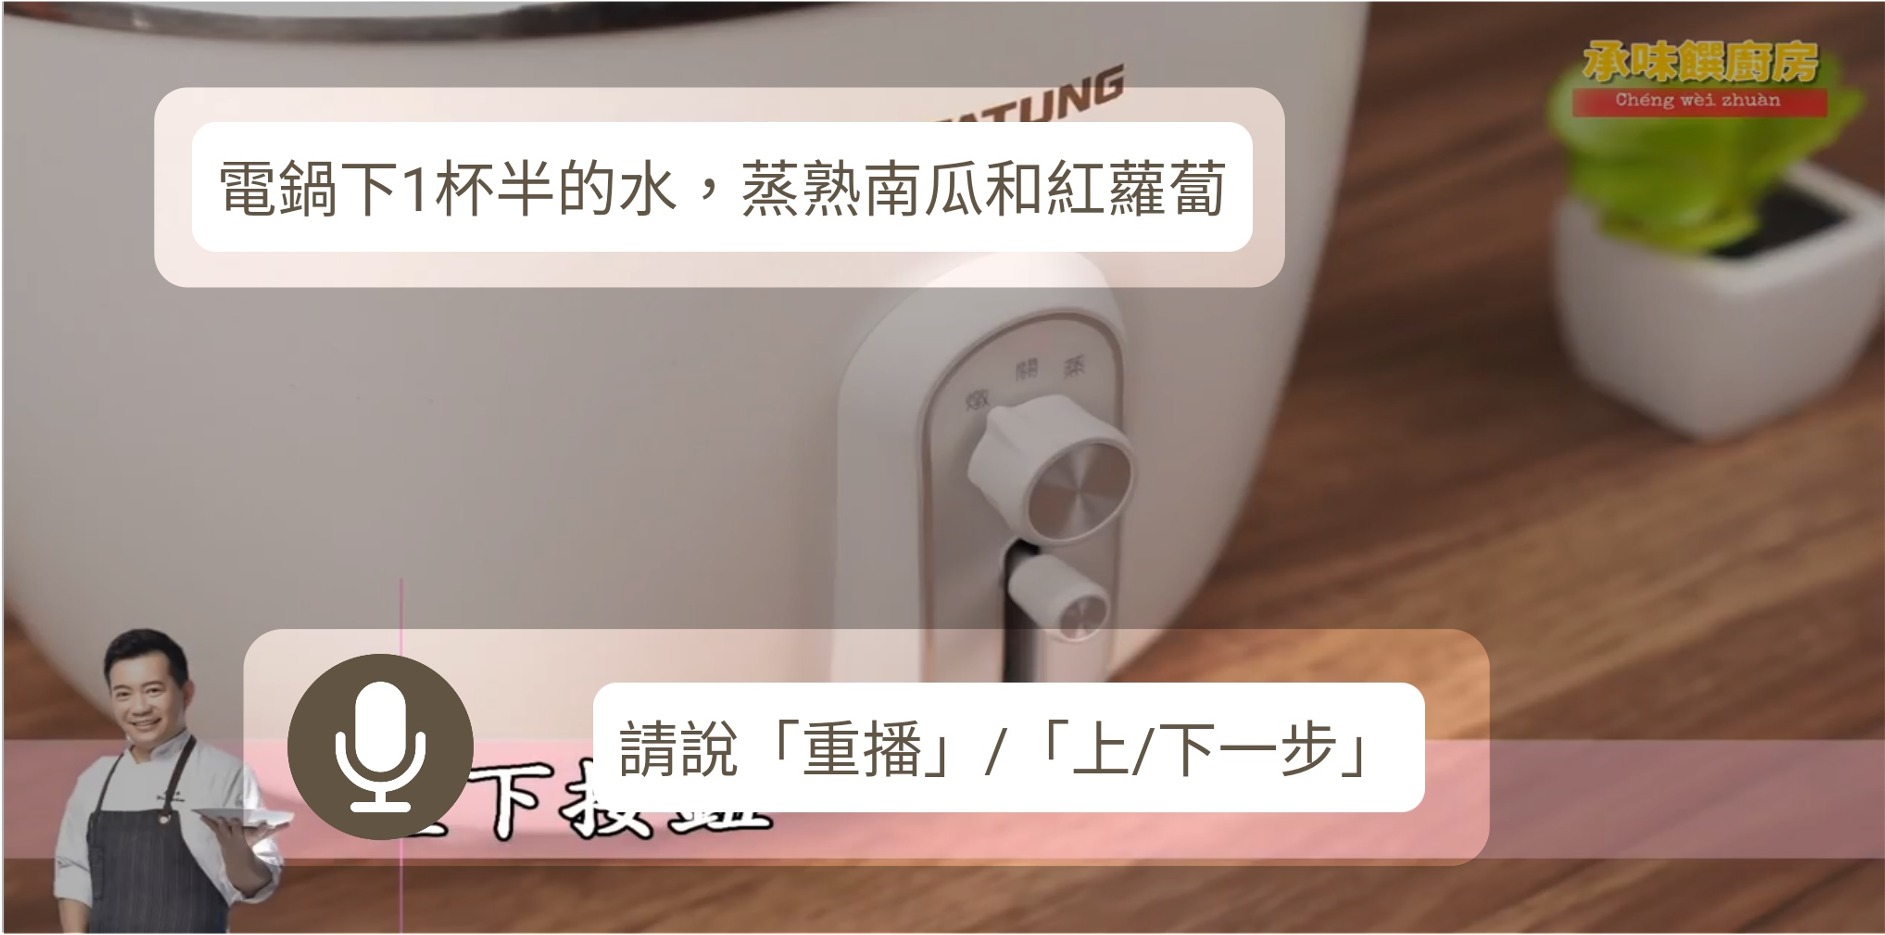 TATUNG
承味饌廚房
Chéng wèi zhuàn
電鍋下1杯半的水，蒸熟南瓜和紅蘿蔔
燉 關 蒸
請說「重播」/「上/下一步」
下按鈕